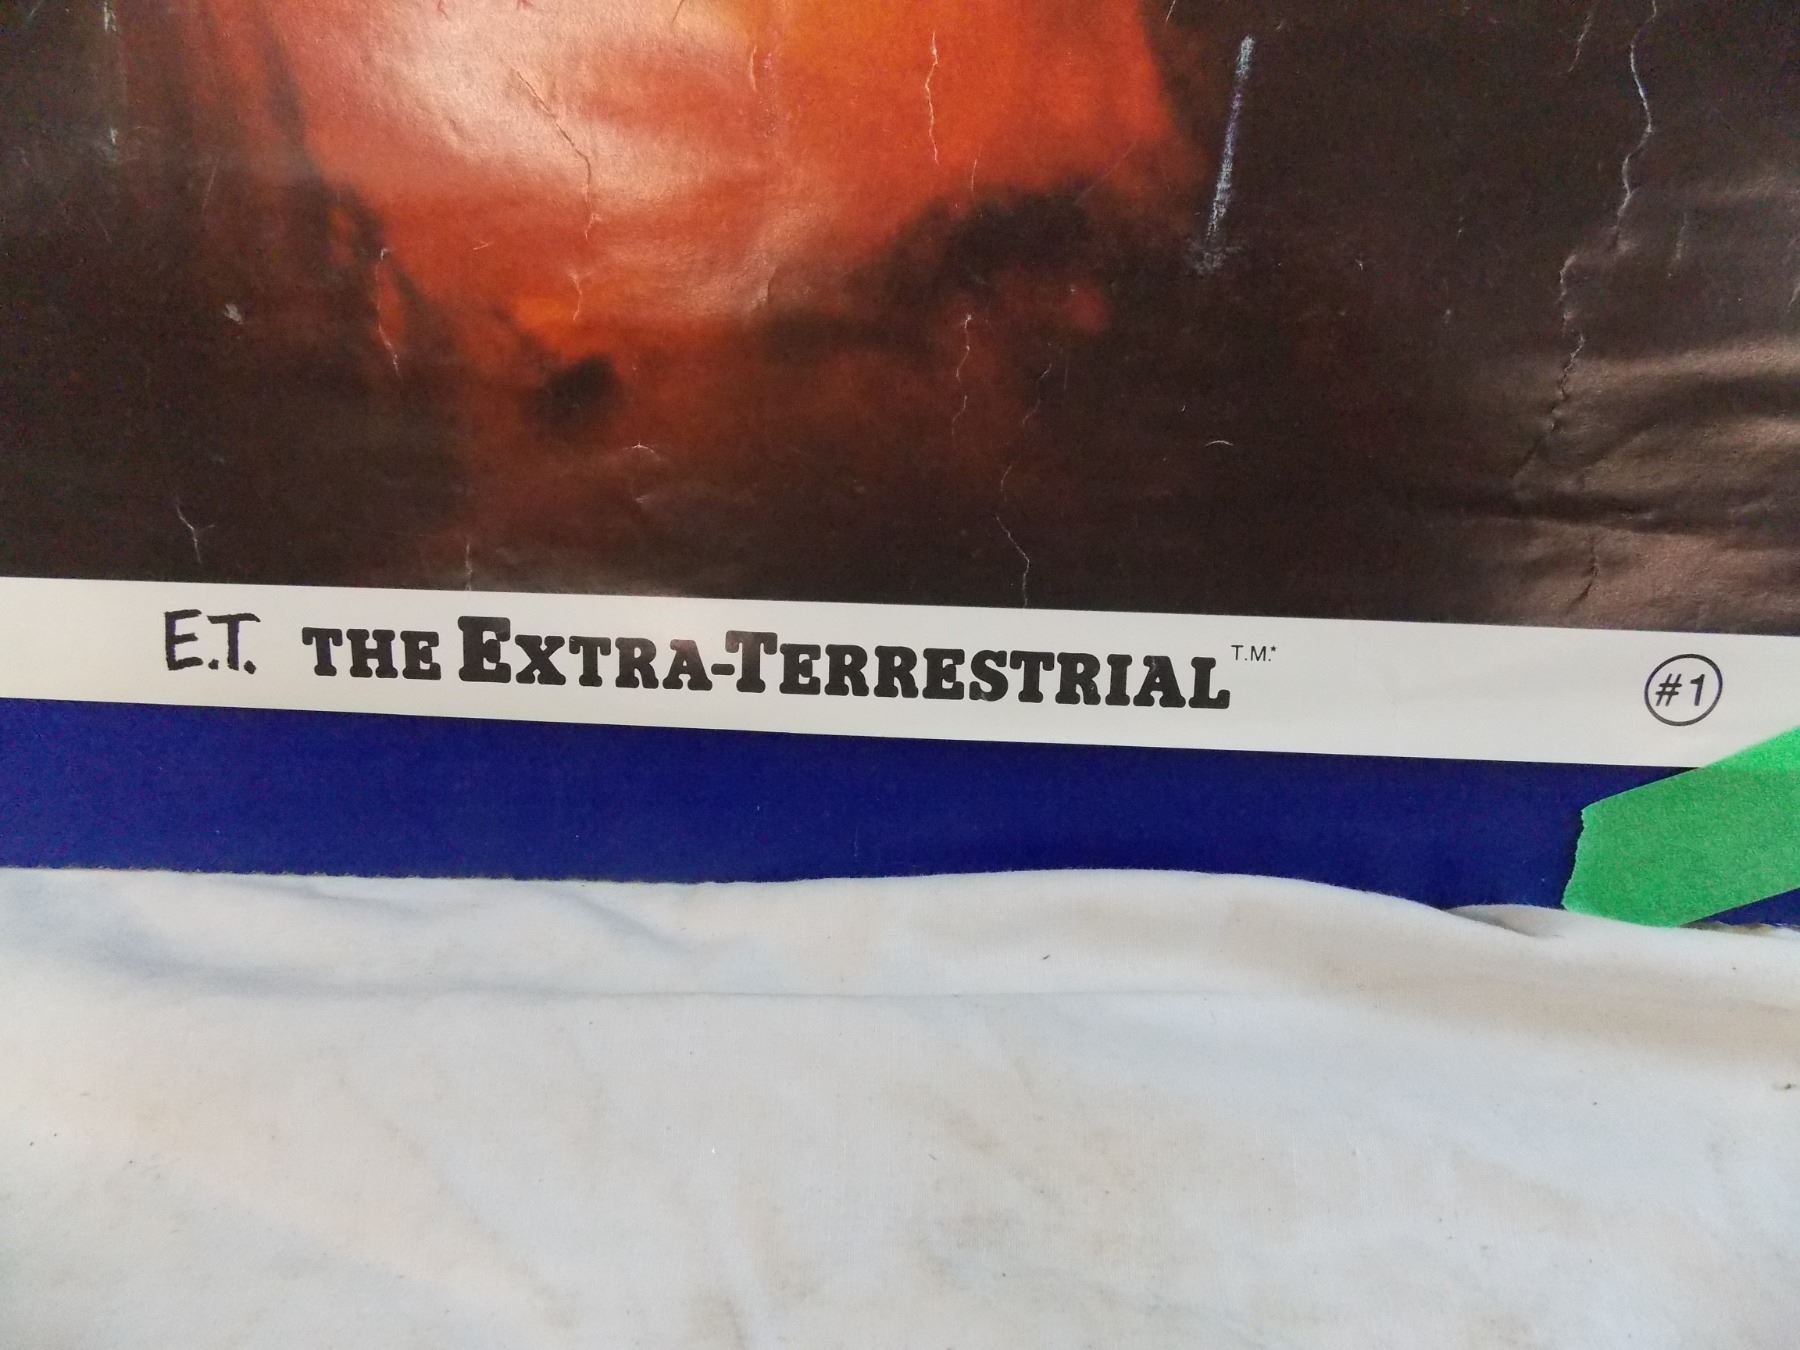 E.T. THE EXTRA-TERRESTRIAL T.M.* #1